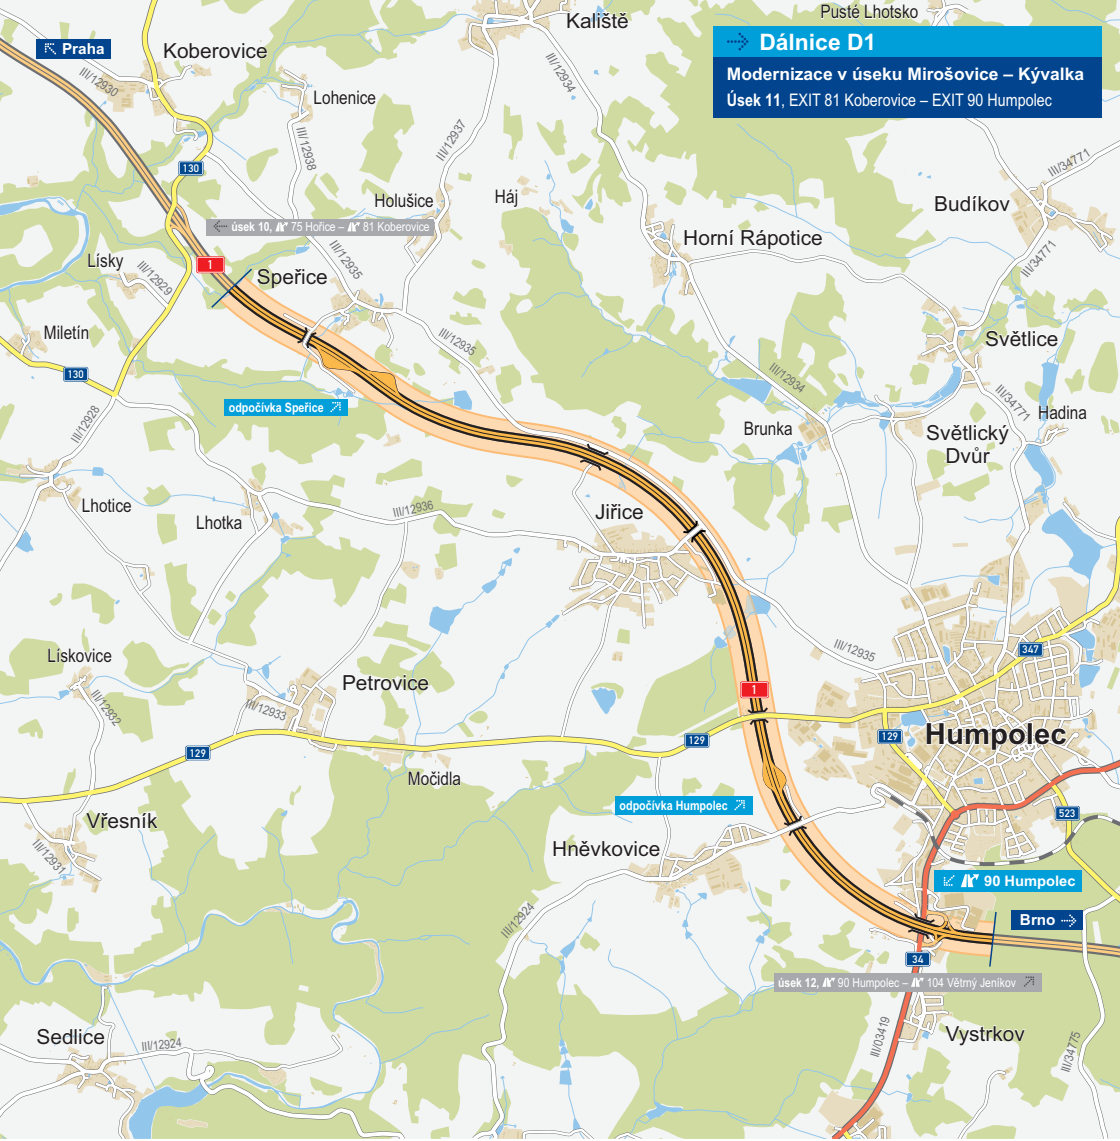 Dálnice D1
Modernizace v úseku Mirošovice – Kývalka
Úsek 11, EXIT 81 Koberovice – EXIT 90 Humpolec
Praha
Koberovice
III/12930
Lohenice
III/12938
130
Kaliště
Pusté Lhotsko
III/12934
III/12937
III/34771
Holušice
Háj
Budíkov
úsek 10, 75 Hořice – 81 Koberovice
Horní Rápotice
III/12935
III/34771
Lísky
1
Speřice
III/12929
Miletín
III/12935
Světlice
130
III/12934
III/34771
odpočívka Speřice
Hadina
III/12928
Brunka
Světlický
Dvůr
Lhotice
Lhotka
III/12936
Jiřice
Lískovice
III/12935
347
Petrovice
1
III/12932
III/12933
129
129
129
Humpolec
Močidla
odpočívka Humpolec
523
Vřesník
Hněvkovice
III/12931
90 Humpolec
III/12924
Brno
34
úsek 12, 90 Humpolec – 104 Větrný Jeníkov
Sedlice
III/12924
III/03419
Vystrkov
III/34775